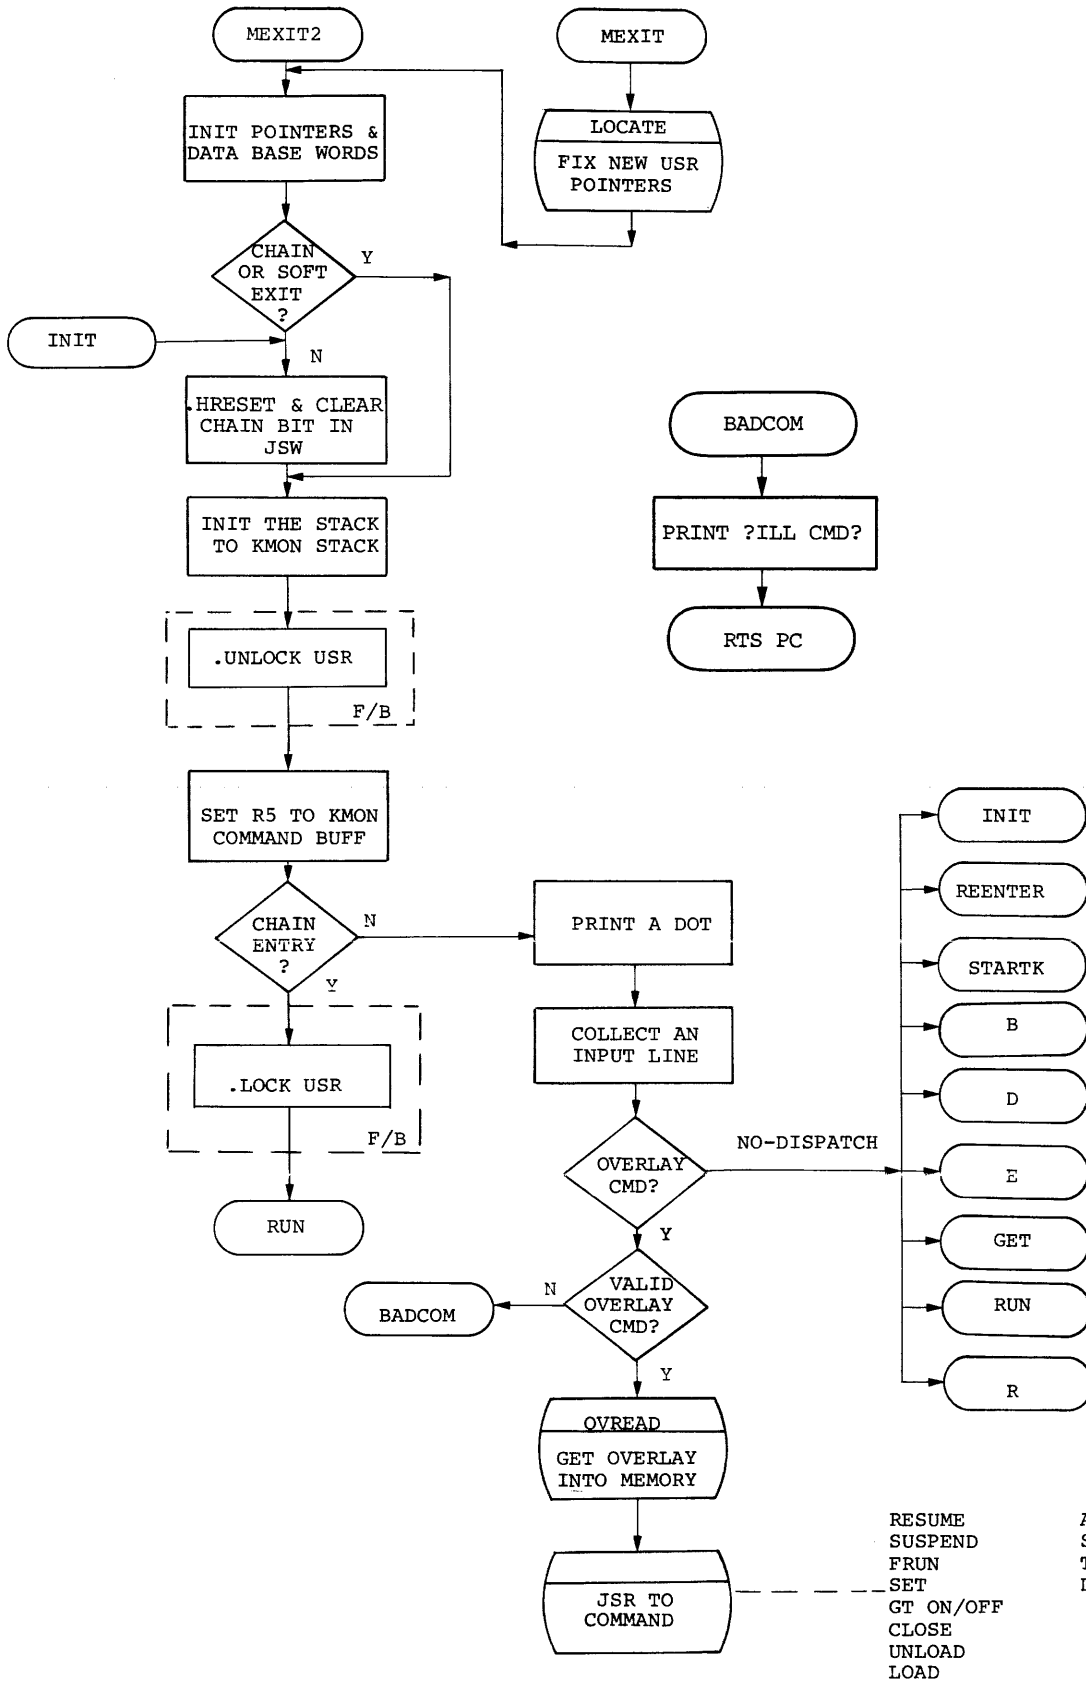 MEXIT2
MEXIT
INIT POINTERS &
DATA BASE WORDS
LOCATE
FIX NEW USR
POINTERS
CHAIN
OR SOFT
EXIT
?
Y
INIT
N
.HRESET & CLEAR
CHAIN BIT IN
JSW
BADCOM
INIT THE STACK
TO KMON STACK
PRINT ?ILL CMD?
.UNLOCK USR
F/B
RTS PC
SET R5 TO KMON
COMMAND BUFF
CHAIN
ENTRY
?
N
Y
PRINT A DOT
.LOCK USR
F/B
RUN
COLLECT AN
INPUT LINE
OVERLAY
CMD?
NO-DISPATCH
Y
INIT
REENTER
STARTK
B
D
E
GET
RUN
R
VALID
OVERLAY
CMD?
N
BADCOM
Y
OVREAD
GET OVERLAY
INTO MEMORY
JSR TO
COMMAND
RESUME
SUSPEND
FRUN
SET
GT ON/OFF
CLOSE
UNLOAD
LOAD